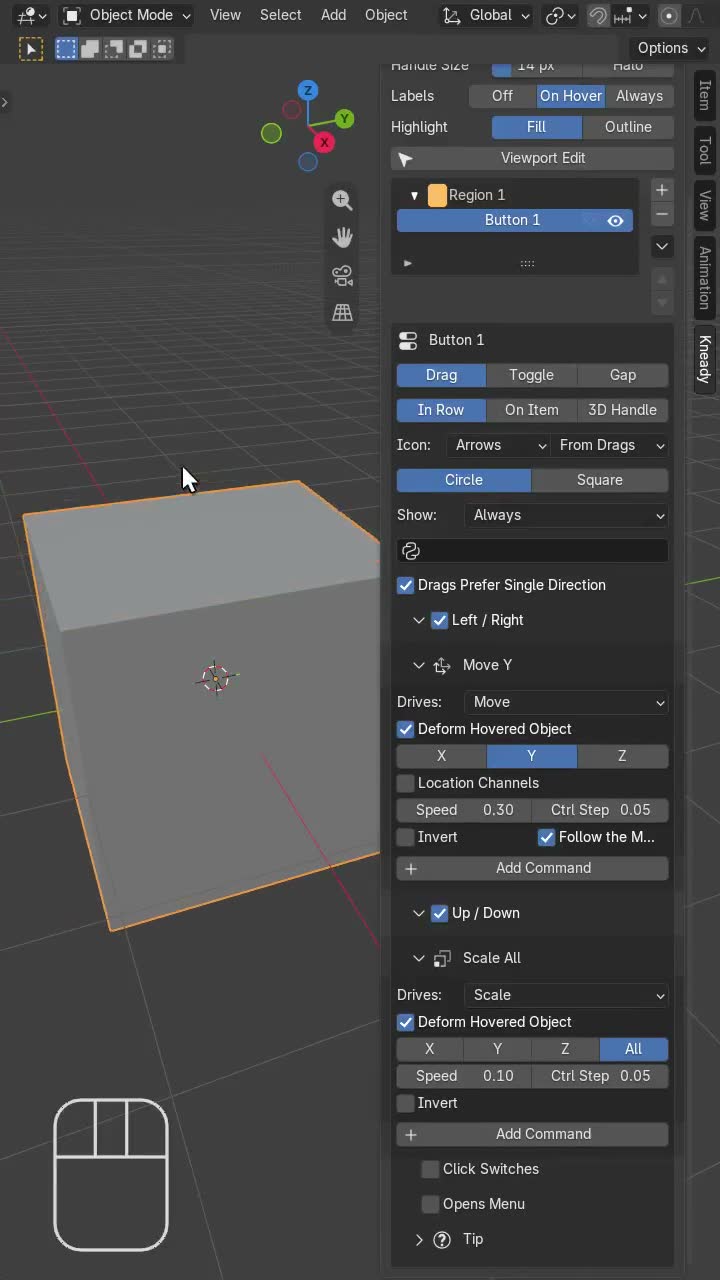 Object Mode View Select Add Object Global
Options
Handle Size 14 px Halo
Labels Off On Hover Always
Highlight Fill Outline
Viewport Edit
Region 1
Button 1
Button 1
Drag Toggle Gap
In Row On Item 3D Handle
Icon: Arrows From Drags
Circle Square
Show: Always
Drags Prefer Single Direction
Left / Right
Move Y
Drives: Move
Deform Hovered Object
X Y Z
Location Channels
Speed 0.30 Ctrl Step 0.05
Invert Follow the M...
Add Command
Up / Down
Scale All
Drives: Scale
Deform Hovered Object
X Y Z All
Speed 0.10 Ctrl Step 0.05
Invert
Add Command
Click Switches
Opens Menu
Tip
Item
Tool
View
Animation
Kneady
Z
Y
X